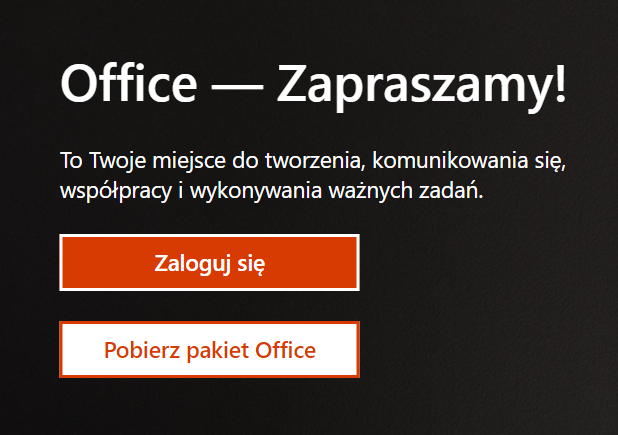 Office — Zapraszamy!
To Twoje miejsce do tworzenia, komunikowania się,
współpracy i wykonywania ważnych zadań.
Zaloguj się
Pobierz pakiet Office